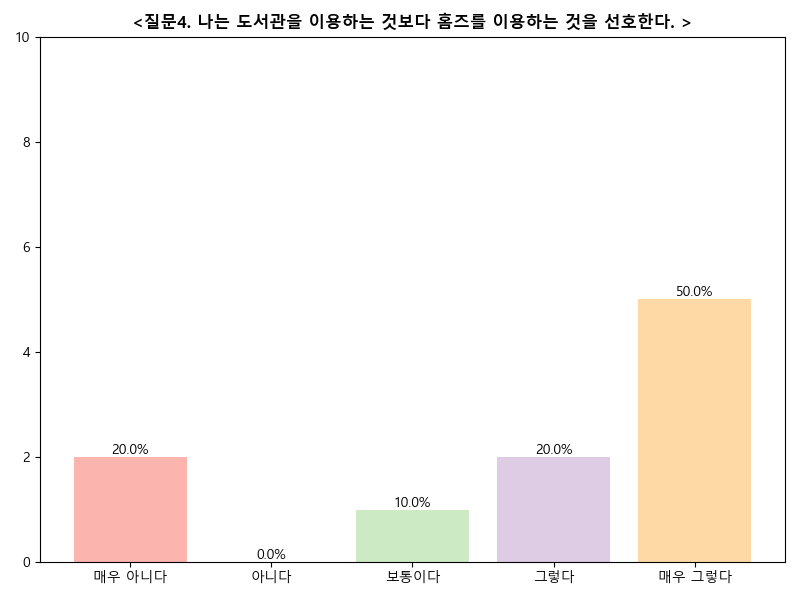 <질문4. 나는 도서관을 이용하는 것보다 홈즈를 이용하는 것을 선호한다. >
10
8
6
4
2
0
20.0%
0.0%
10.0%
20.0%
50.0%
매우 아니다
아니다
보통이다
그렇다
매우 그렇다